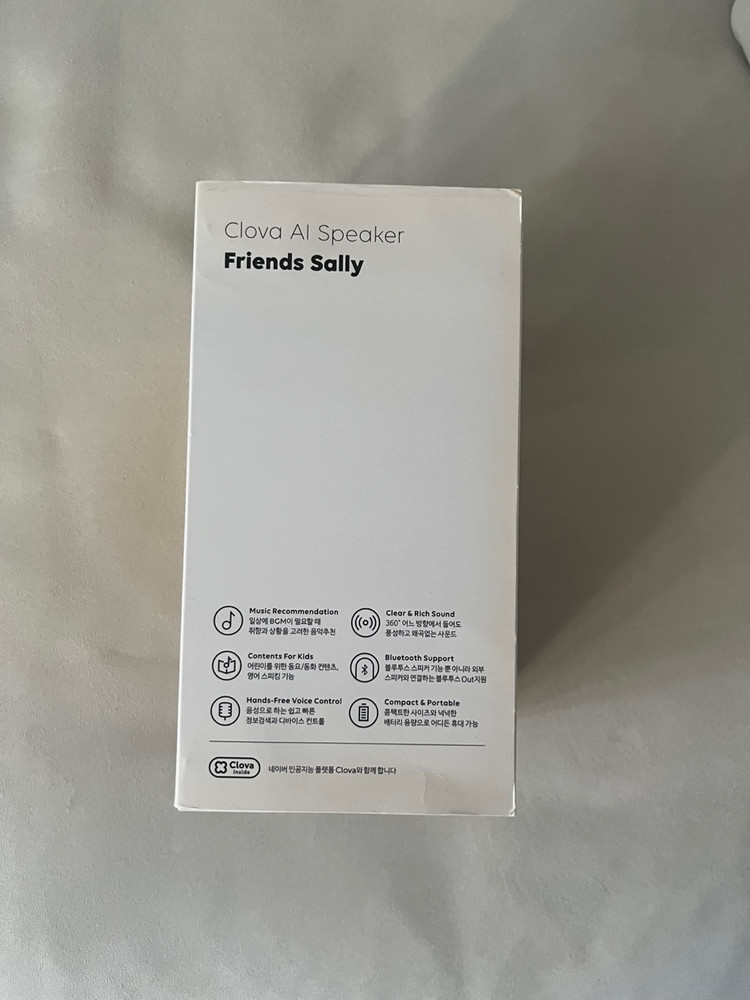 Clova AI Speaker
Friends Sally
Music Recommendation
일상에 BGM이 필요할 때
취향과 상황을 고려한 음악추천
Clear & Rich Sound
360° 어느 방향에서 들어도
풍성하고 왜곡없는 사운드
Contents For Kids
어린이를 위한 동요/동화 컨텐츠,
영어 스피킹 기능
Bluetooth Support
블루투스 스피커 기능 뿐 아니라 외부
스피커와 연결하는 블루투스 Out지원
Hands-Free Voice Control
음성으로 하는 쉽고 빠른
정보검색과 디바이스 컨트롤
Compact & Portable
콤팩트한 사이즈와 넉넉한
배터리 용량으로 어디든 휴대 가능
Clova
inside
네이버 인공지능 플랫폼 Clova와 함께 합니다